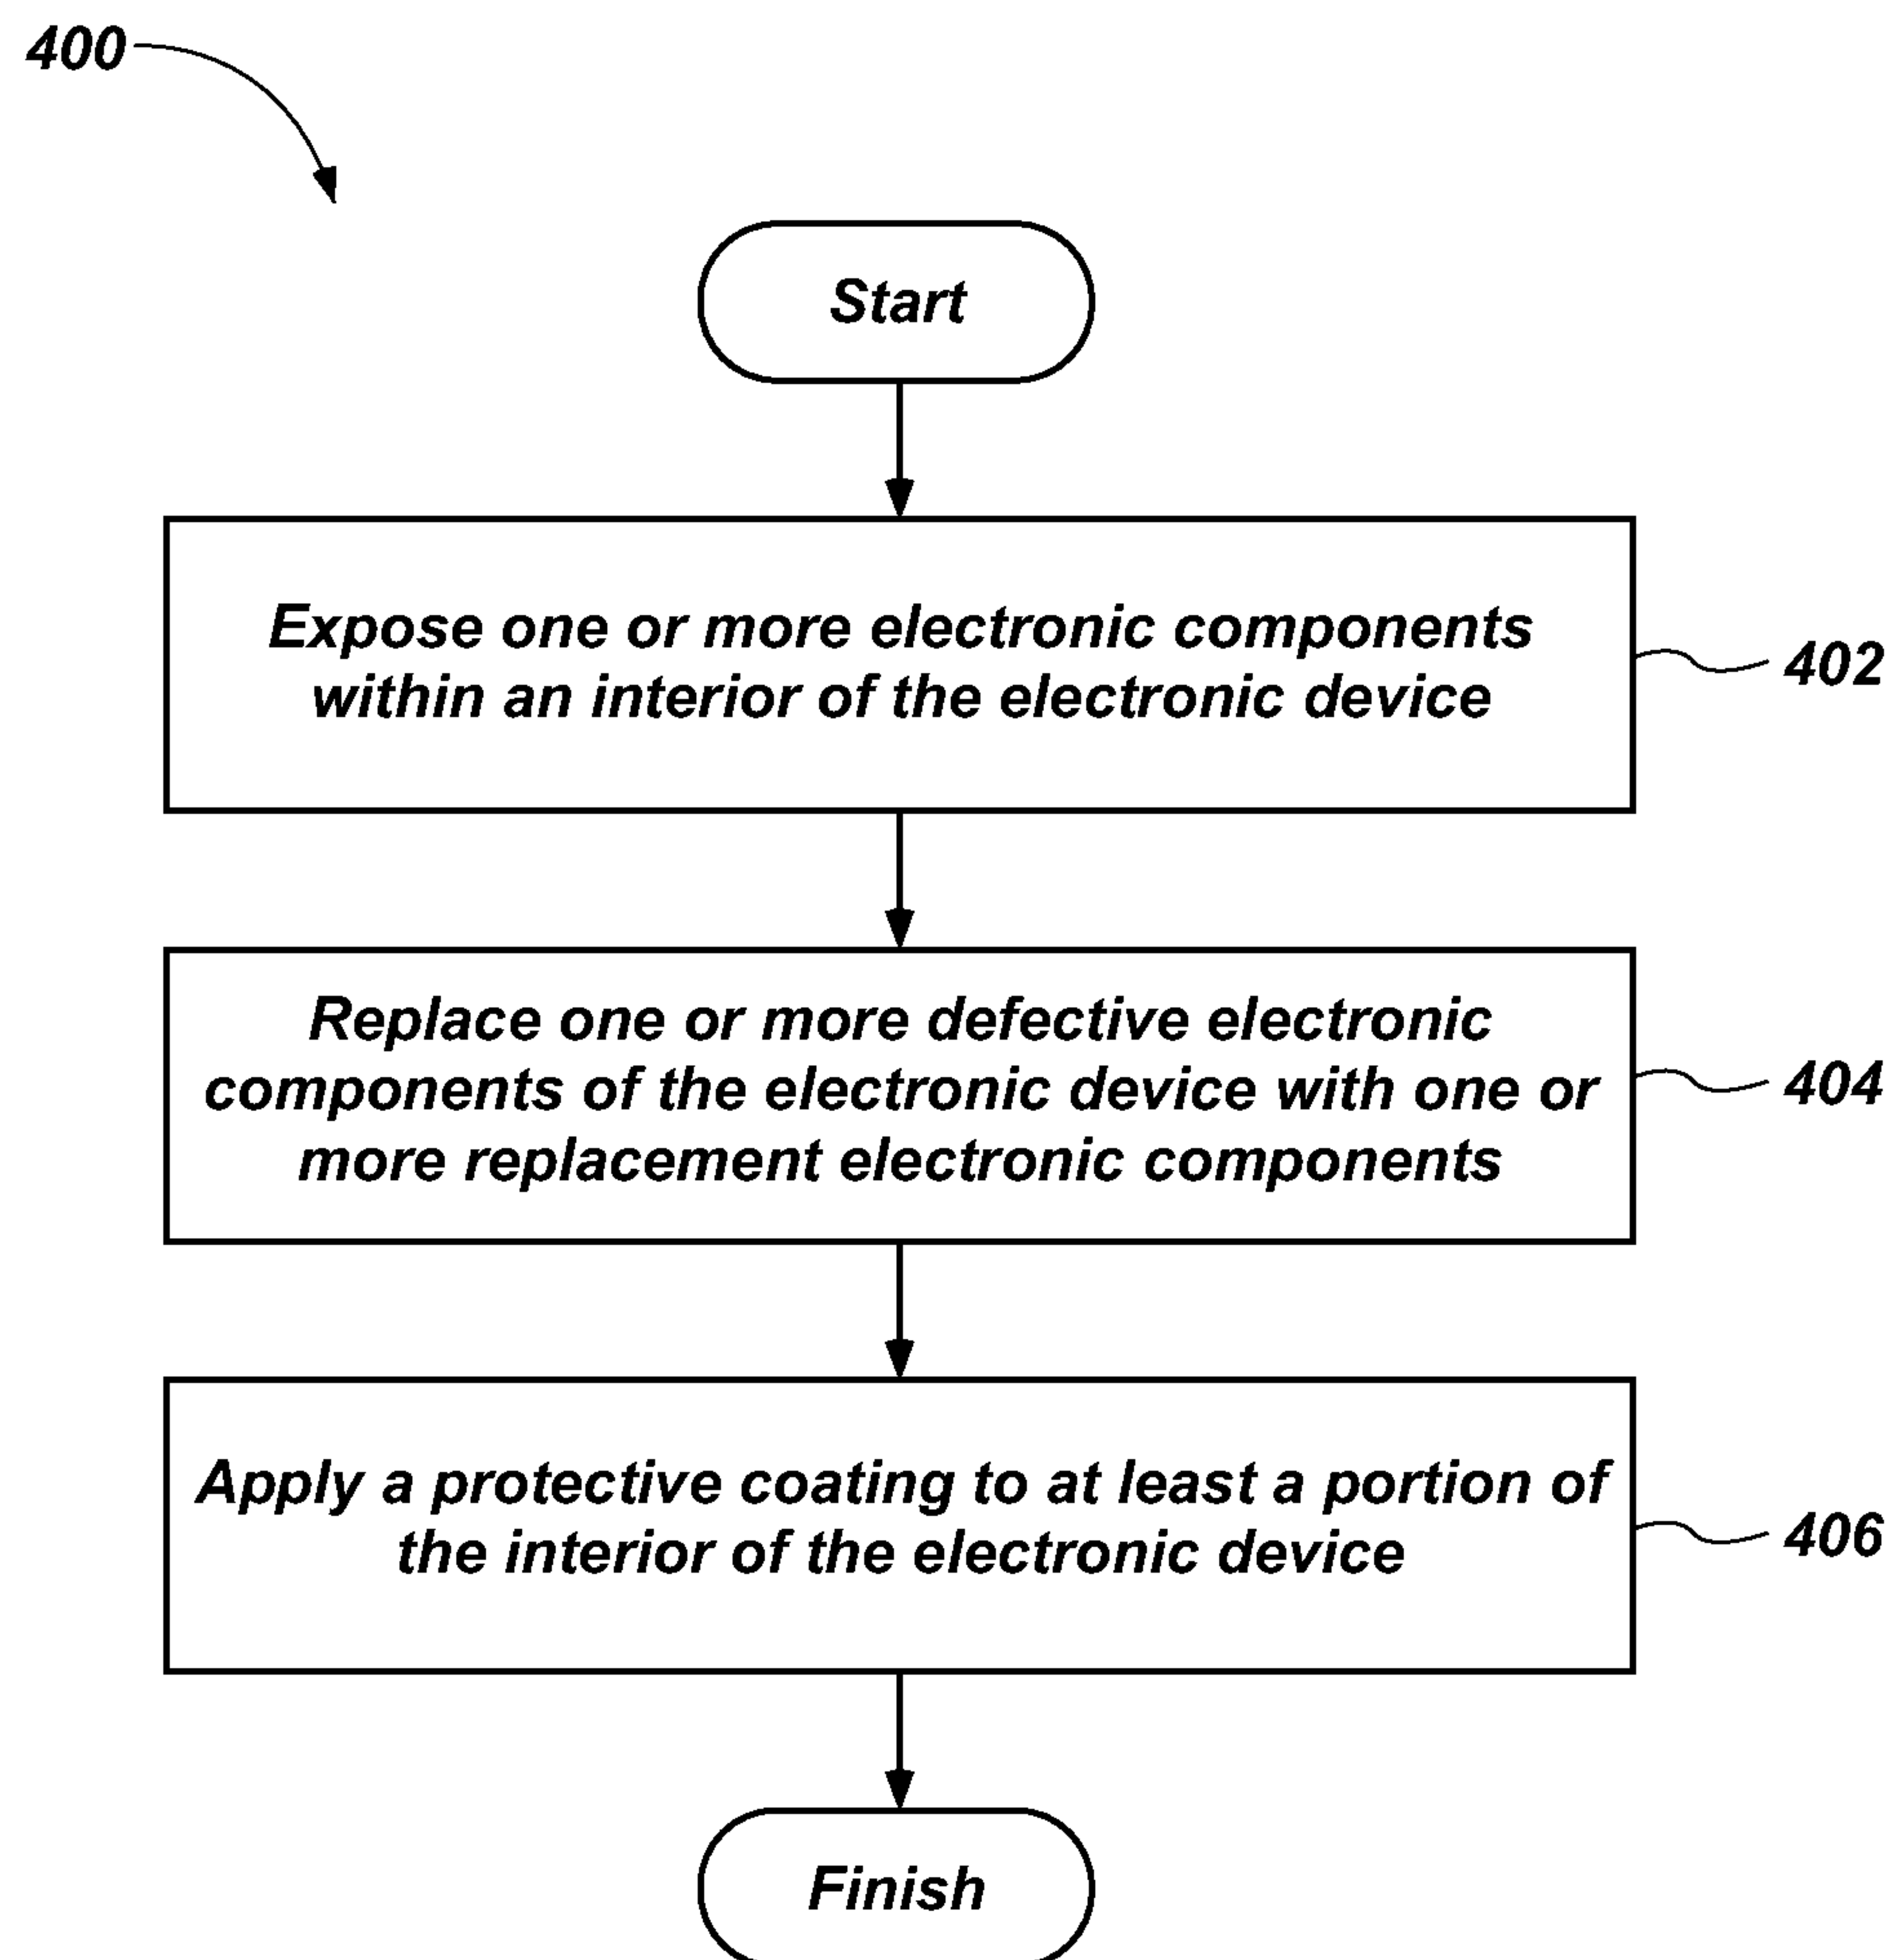 400
Start
Expose one or more electronic components
within an interior of the electronic device
402
Replace one or more defective electronic
components of the electronic device with one or
more replacement electronic components
404
Apply a protective coating to at least a portion of
the interior of the electronic device
406
Finish